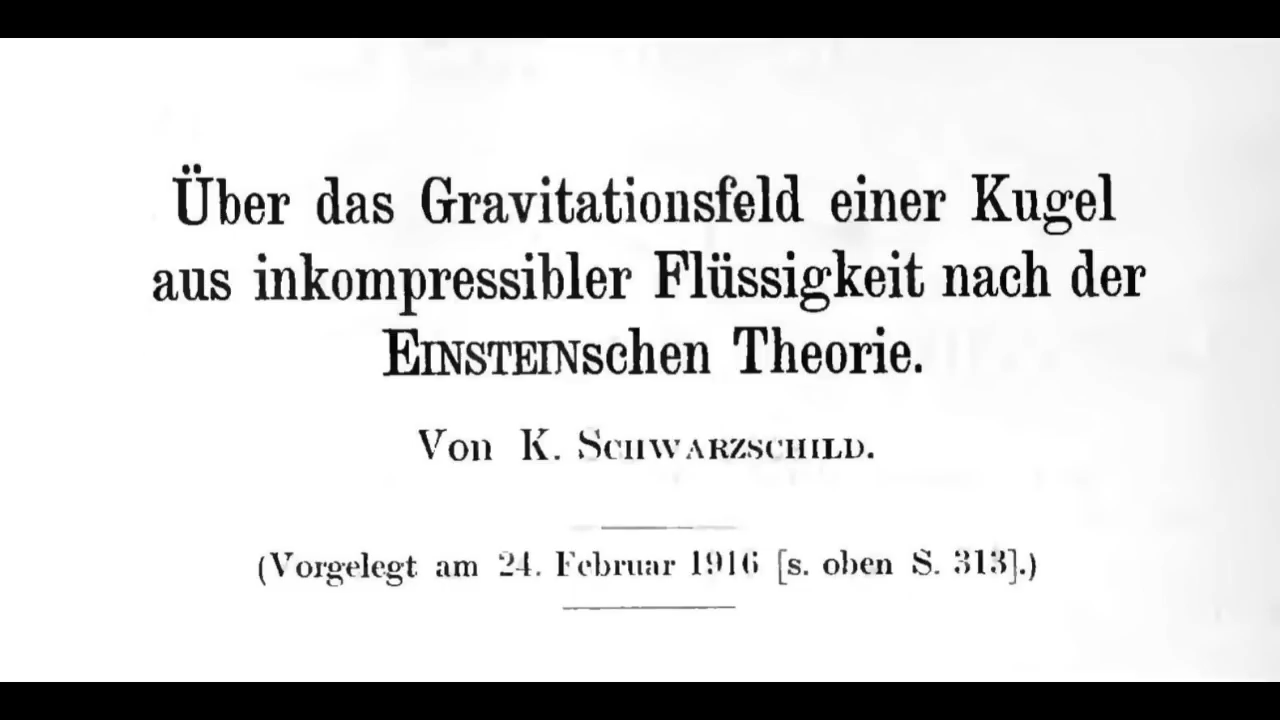 Über das Gravitationsfeld einer Kugel
aus inkompressibler Flüssigkeit nach der
EINSTEINschen Theorie.
Von K. SCHWARZSCHILD.
(Vorgelegt am 24. Februar 1916 [s. oben S. 313].)